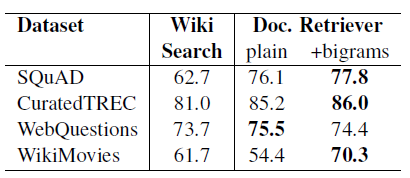 Dataset Wiki Doc. Retriever
Search plain +bigrams
SQuAD 62.7 76.1 77.8
CuratedTREC 81.0 85.2 86.0
WebQuestions 73.7 75.5 74.4
WikiMovies 61.7 54.4 70.3